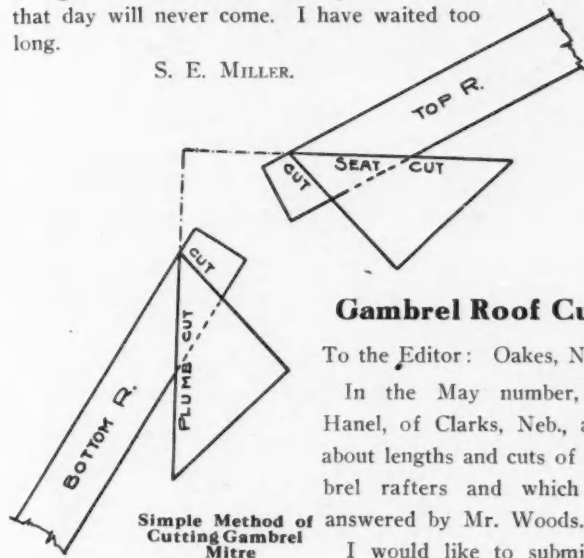 that day will never come. I have waited too
long.
S. E. MILLER.
TOP R.
SEAT CUT
CUT
CUT
PLUMB CUT
BOTTOM R.
Simple Method of
Cutting Gambrel
Mitre
Gambrel Roof Cu
To the Editor: Oakes, N
In the May number,
Hanel, of Clarks, Neb., a
about lengths and cuts of
brel rafters and which
answered by Mr. Woods.
I would like to submi